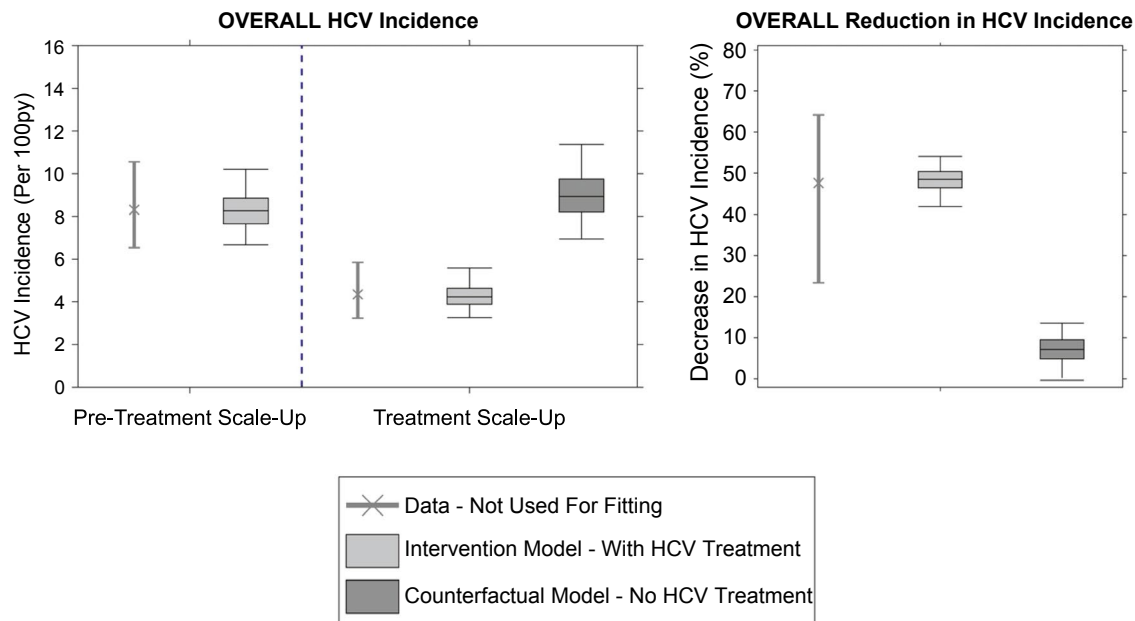 OVERALL HCV Incidence
HCV Incidence (Per 100py)
16
14
12
10
8
6
4
2
0
Pre-Treatment Scale-Up
Treatment Scale-Up
OVERALL Reduction in HCV Incidence
Decrease in HCV Incidence (%)
80
70
60
50
40
30
20
10
0
Data - Not Used For Fitting
Intervention Model - With HCV Treatment
Counterfactual Model - No HCV Treatment